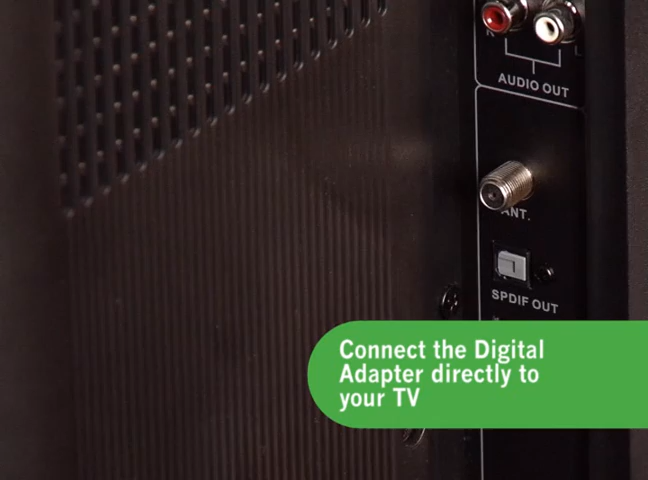 R L
AUDIO OUT
ANT.
SPDIF OUT
Connect the Digital
Adapter directly to
your TV